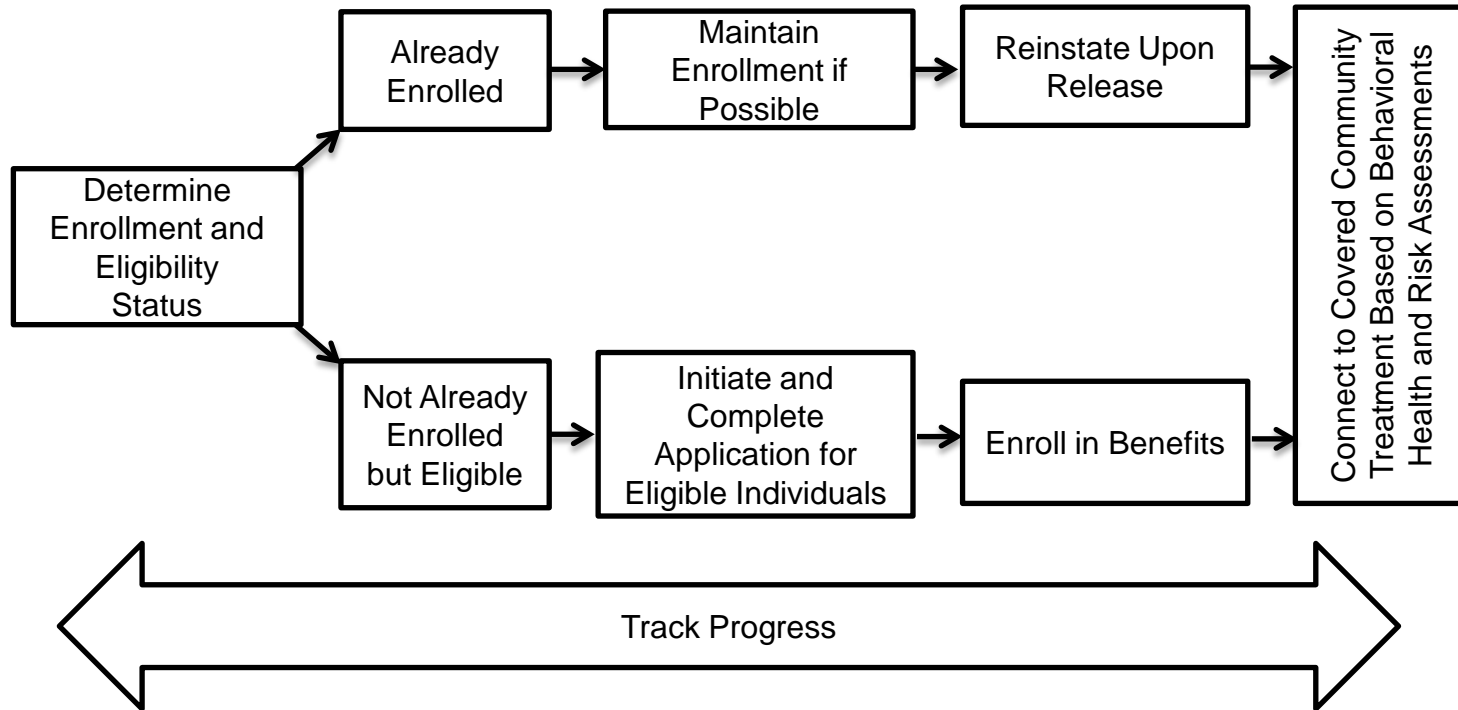 Determine
Enrollment and
Eligibility
Status
Already
Enrolled
Maintain
Enrollment if
Possible
Reinstate Upon
Release
Not Already
Enrolled
but Eligible
Initiate and
Complete
Application for
Eligible Individuals
Enroll in Benefits
Connect to Covered Community
Treatment Based on Behavioral
Health and Risk Assessments
Track Progress